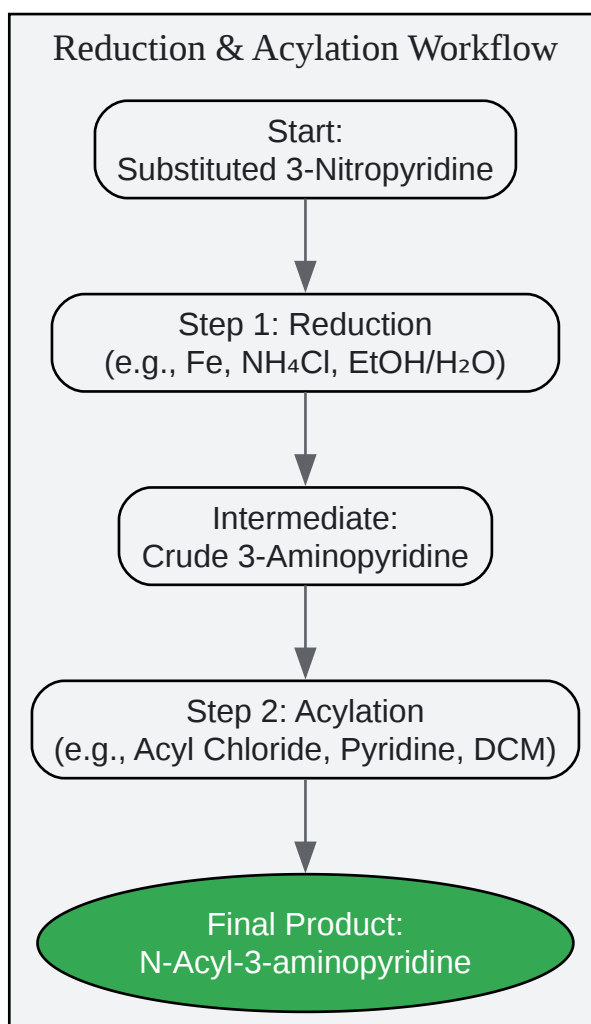 Reduction & Acylation Workflow
Start:
Substituted 3-Nitropyridine
Step 1: Reduction
(e.g., Fe, NH₄Cl, EtOH/H₂O)
Intermediate:
Crude 3-Aminopyridine
Step 2: Acylation
(e.g., Acyl Chloride, Pyridine, DCM)
Final Product:
N-Acyl-3-aminopyridine